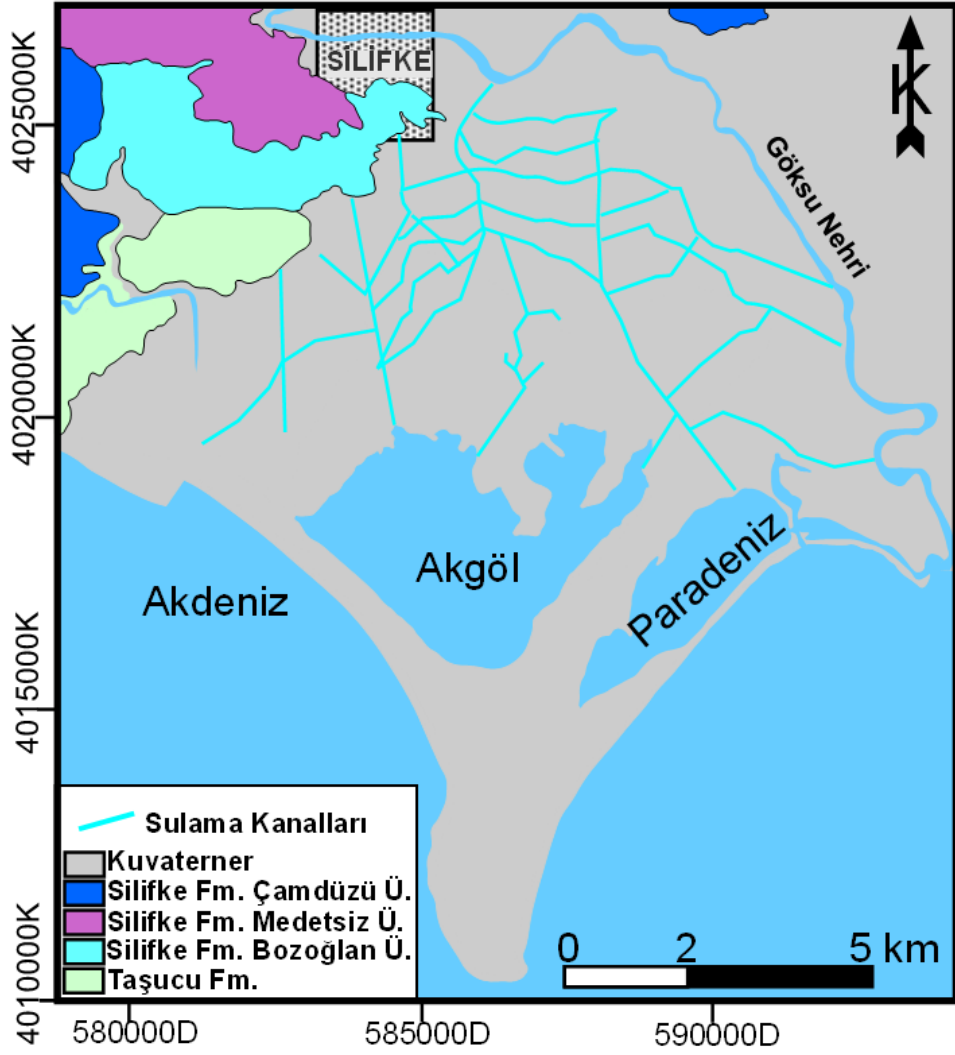 SİLİFKE
K
Göksu Nehri
4025000K
4020000K
4015000K
4010000K
Akdeniz
Akgöl
Paradeniz
Sulama Kanalları
Kuvaterner
Silifke Fm. Çamdüzü Ü.
Silifke Fm. Medetsiz Ü.
Silifke Fm. Bozoğlan Ü.
Taşucu Fm.
0 2 5 km
580000D 585000D 590000D